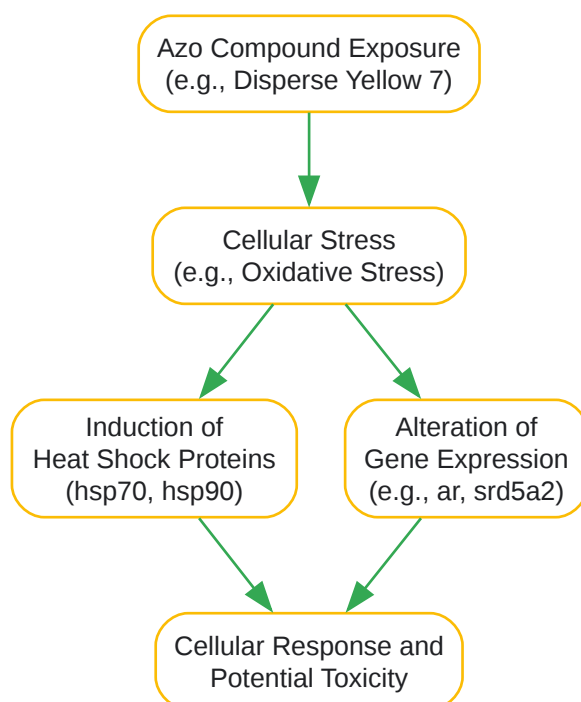 Azo Compound Exposure
(e.g., Disperse Yellow 7)
Cellular Stress
(e.g., Oxidative Stress)
Induction of
Heat Shock Proteins
(hsp70, hsp90)
Alteration of
Gene Expression
(e.g., ar, srd5a2)
Cellular Response and
Potential Toxicity